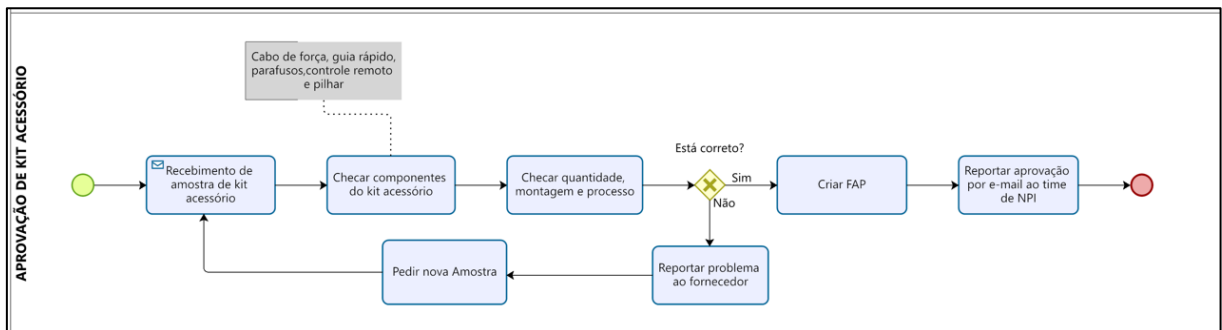 APROVAÇÃO DE KIT ACESSÓRIO
Cabo de força, guia rápido,
parafusos,controle remoto
e pilhar
Recebimento de
amostra de kit
acessório
Checar componentes
do kit acessório
Checar quantidade,
montagem e processo
Está correto?
Sim
Não
Criar FAP
Reportar aprovação
por e-mail ao time
de NPI
Reportar problema
ao fornecedor
Pedir nova Amostra